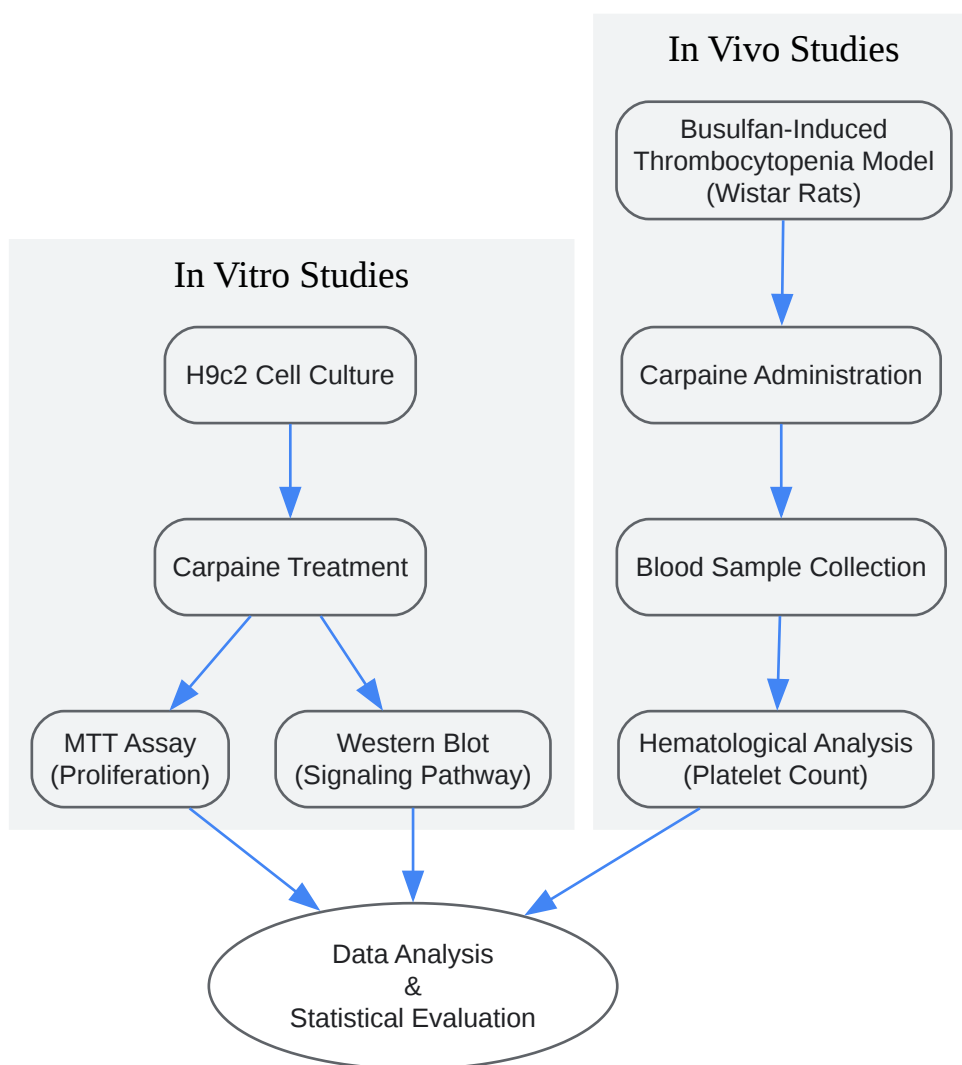 In Vitro Studies
H9c2 Cell Culture
Carpaine Treatment
MTT Assay
(Proliferation)
Western Blot
(Signaling Pathway)
In Vivo Studies
Busulfan-Induced
Thrombocytopenia Model
(Wistar Rats)
Carpaine Administration
Blood Sample Collection
Hematological Analysis
(Platelet Count)
Data Analysis
&
Statistical Evaluation